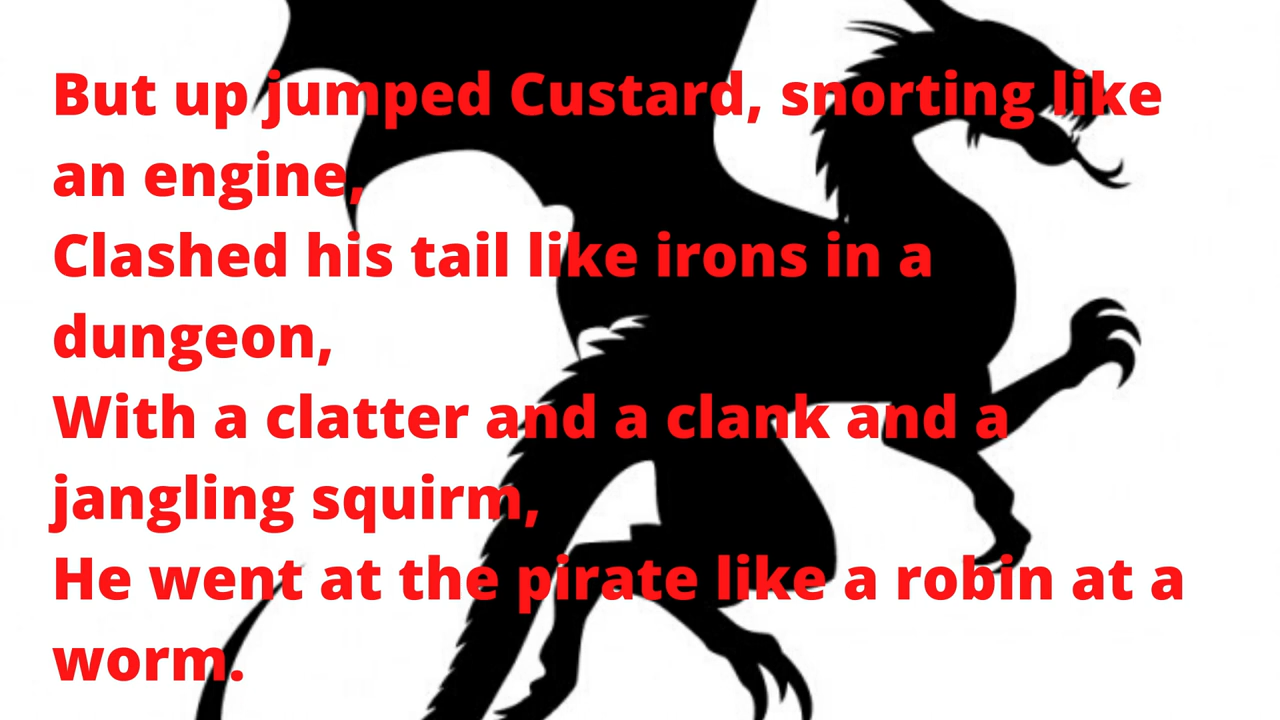 But up jumped Custard, snorting like
an engine,
Clashed his tail like irons in a
dungeon,
With a clatter and a clank and a
jangling squirm,
He went at the pirate like a robin at a
worm.